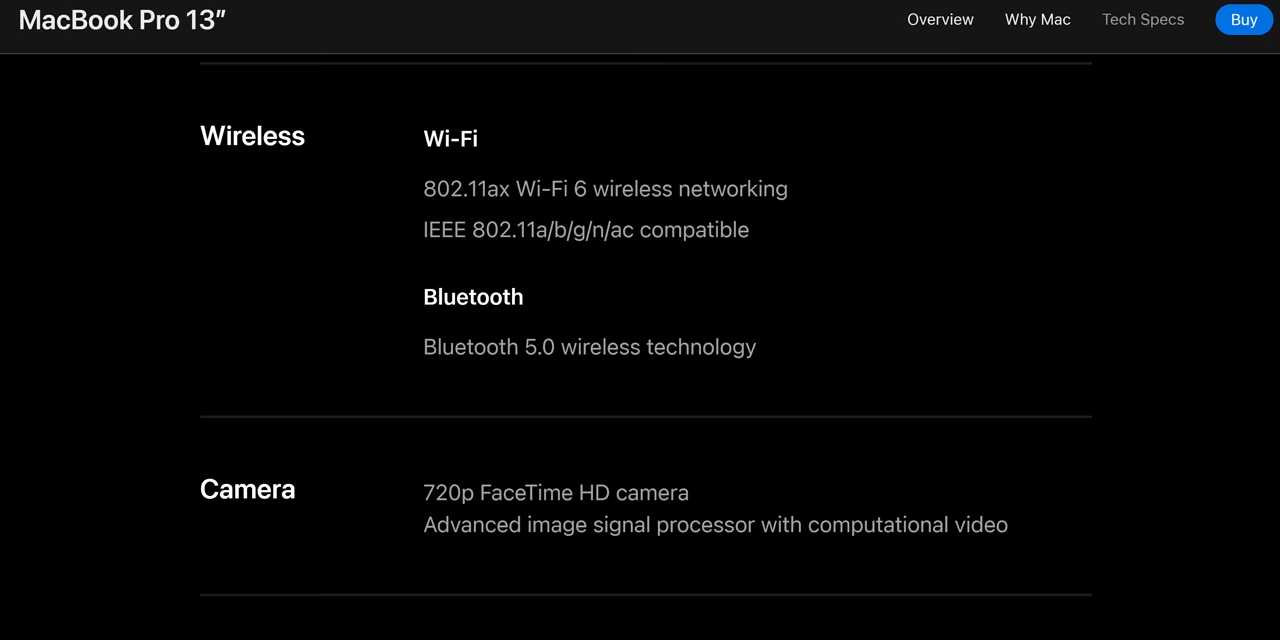 MacBook Pro 13″
Overview Why Mac Tech Specs Buy
Wireless
Wi-Fi
802.11ax Wi-Fi 6 wireless networking
IEEE 802.11a/b/g/n/ac compatible
Bluetooth
Bluetooth 5.0 wireless technology
Camera
720p FaceTime HD camera
Advanced image signal processor with computational video